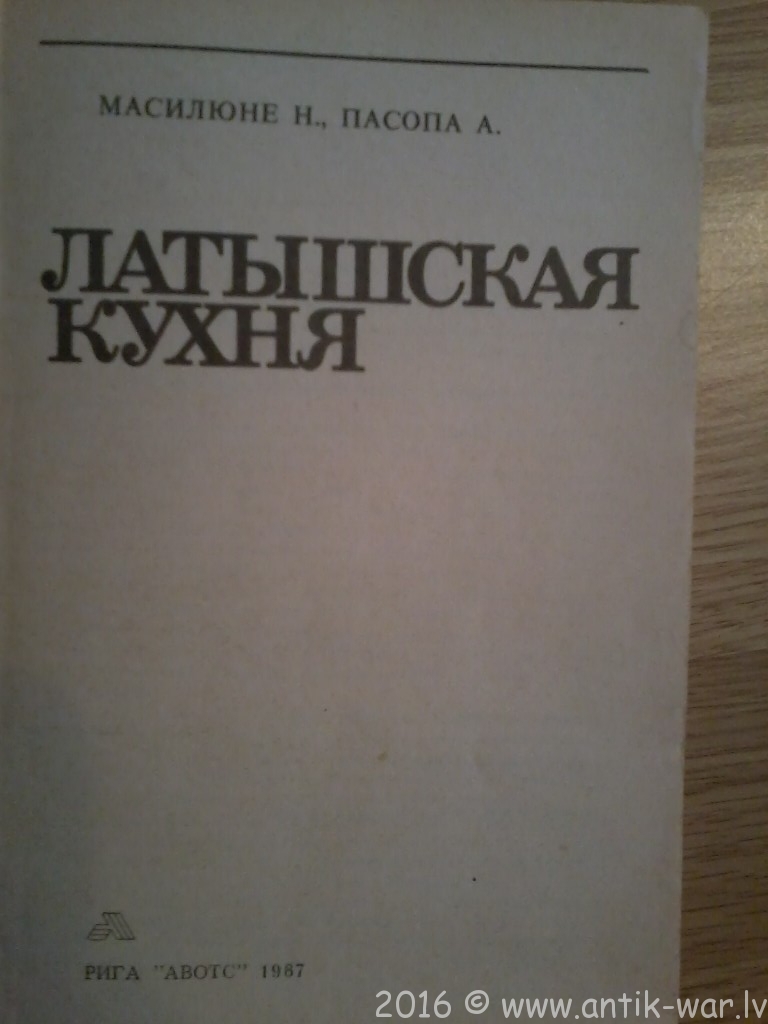 МАСИЛЮНЕ Н., ПАСОПА А.
ЛАТЫШСКАЯ
КУХНЯ
РИГА "АВОТС" 1987
2016 © www.antik-war.lv